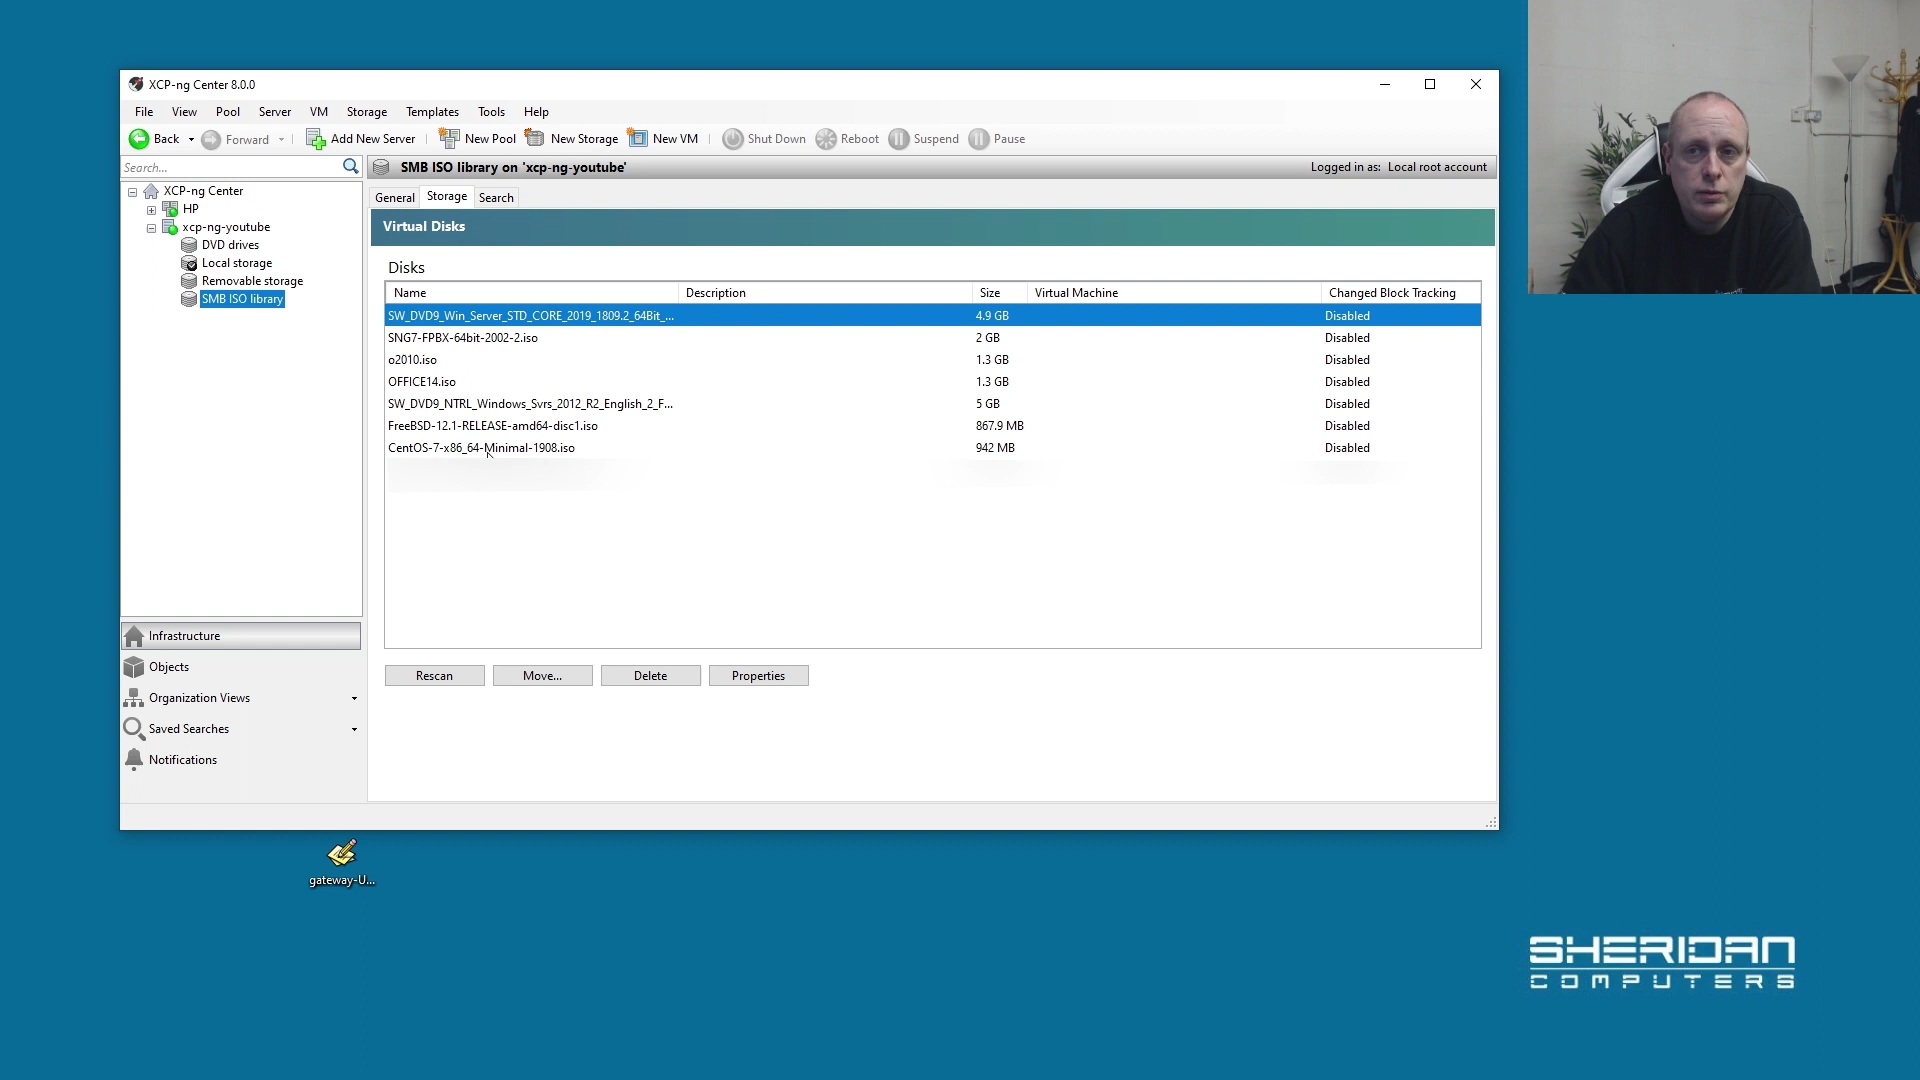 XCP-ng Center 8.0.0
File View Pool Server VM Storage Templates Tools Help
Back Forward Add New Server New Pool New Storage New VM Shut Down Reboot Suspend Pause
Search...
SMB ISO library on 'xcp-ng-youtube' Logged in as: Local root account
XCP-ng Center
HP
xcp-ng-youtube
DVD drives
Local storage
Removable storage
SMB ISO library
General Storage Search
Virtual Disks
Disks
Name Description Size Virtual Machine Changed Block Tracking
SW_DVD9_Win_Server_STD_CORE_2019_1809.2_64Bit_... 4.9 GB Disabled
SNG7-FPBX-64bit-2002-2.iso 2 GB Disabled
o2010.iso 1.3 GB Disabled
OFFICE14.iso 1.3 GB Disabled
SW_DVD9_NTRL_Windows_Svrs_2012_R2_English_2_F... 5 GB Disabled
FreeBSD-12.1-RELEASE-amd64-disc1.iso 867.9 MB Disabled
CentOS-7-x86_64-Minimal-1908.iso 942 MB Disabled
Rescan Move... Delete Properties
Infrastructure
Objects
Organization Views
Saved Searches
Notifications
gateway-U...
SHERIDAN
COMPUTERS